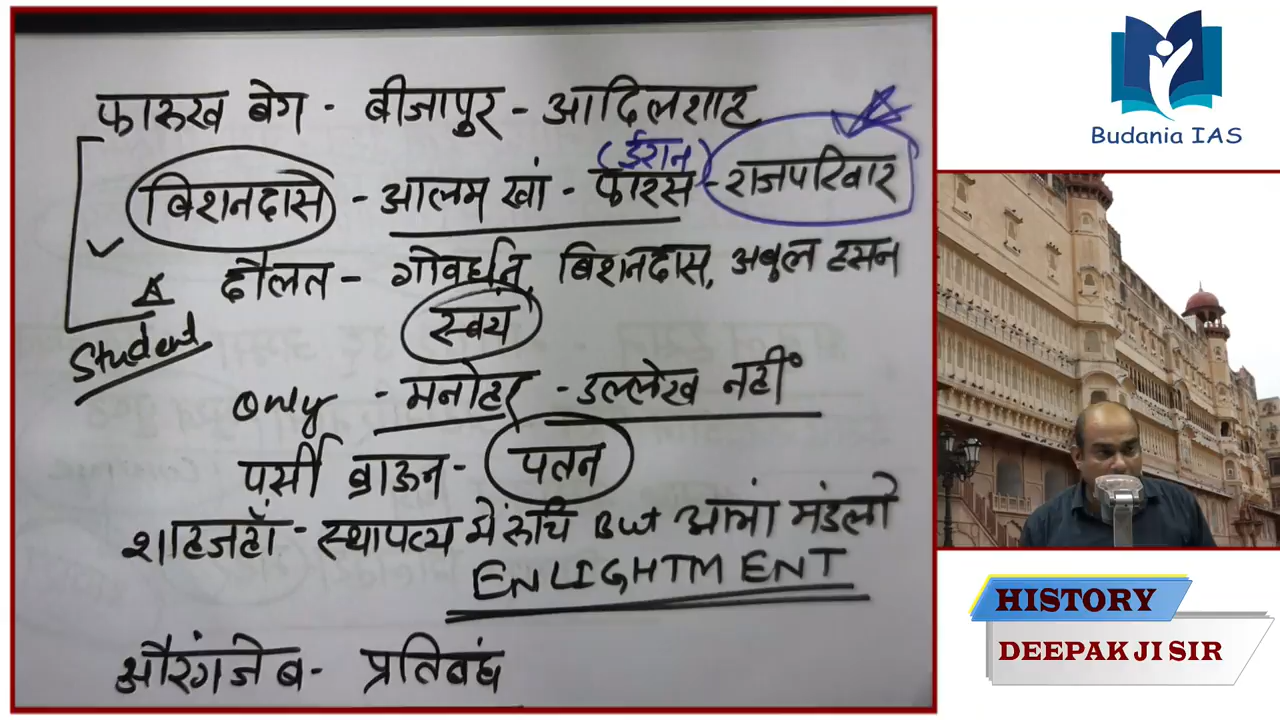 फारुख बेग - बीजापुर - आदिलशाह
(ईरान)
बिशनदास - आलम खां - फारस - राजपरिवार
दौलत - गोवर्धन, बिशनदास, अबुल हसन
स्वयं
Student
Only - मनोहर - उल्लेख नहीं
पर्सी ब्राऊन - पतन
शाहजहाँ - स्थापत्य में रुचि But आभा मंडलो
ENLIGHTMENT
औरंगजेब - प्रतिबंध
Budania IAS
HISTORY
DEEPAK JI SIR